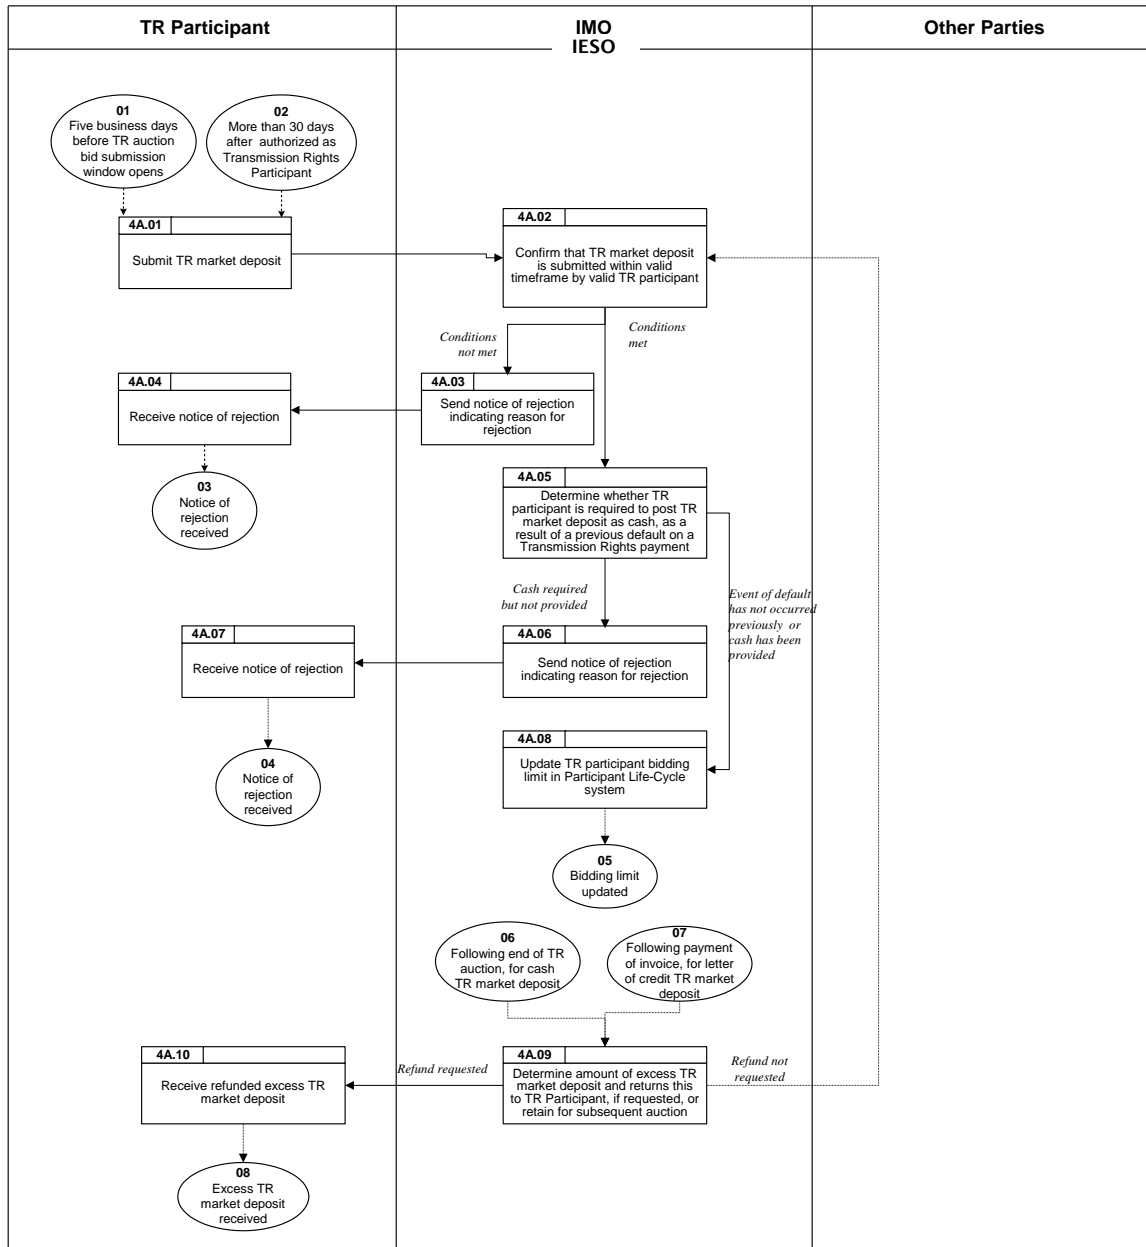 TR Participant
IMO
IESO
Other Parties
01
Five business days
before TR auction
bid submission
window opens
02
More than 30 days
after authorized as
Transmission Rights
Participant
4A.01
Submit TR market deposit
4A.02
Confirm that TR market deposit
is submitted within valid
timeframe by valid TR participant
Conditions
not met
Conditions
met
4A.04
Receive notice of rejection
4A.03
Send notice of rejection
indicating reason for
rejection
03
Notice of
rejection
received
4A.05
Determine whether TR
participant is required to post TR
market deposit as cash, as a
result of a previous default on a
Transmission Rights payment
Cash required
but not provided
Event of default
has not occurred
previously or
cash has been
provided
4A.07
Receive notice of rejection
4A.06
Send notice of rejection
indicating reason for rejection
04
Notice of
rejection
received
4A.08
Update TR participant bidding
limit in Participant Life-Cycle
system
05
Bidding limit
updated
06
Following end of TR
auction, for cash
TR market deposit
07
Following payment
of invoice, for letter
of credit TR market
deposit
4A.10
Receive refunded excess TR
market deposit
Refund requested
4A.09
Determine amount of excess TR
market deposit and returns this
to TR Participant, if requested, or
retain for subsequent auction
Refund not
requested
08
Excess TR
market deposit
received